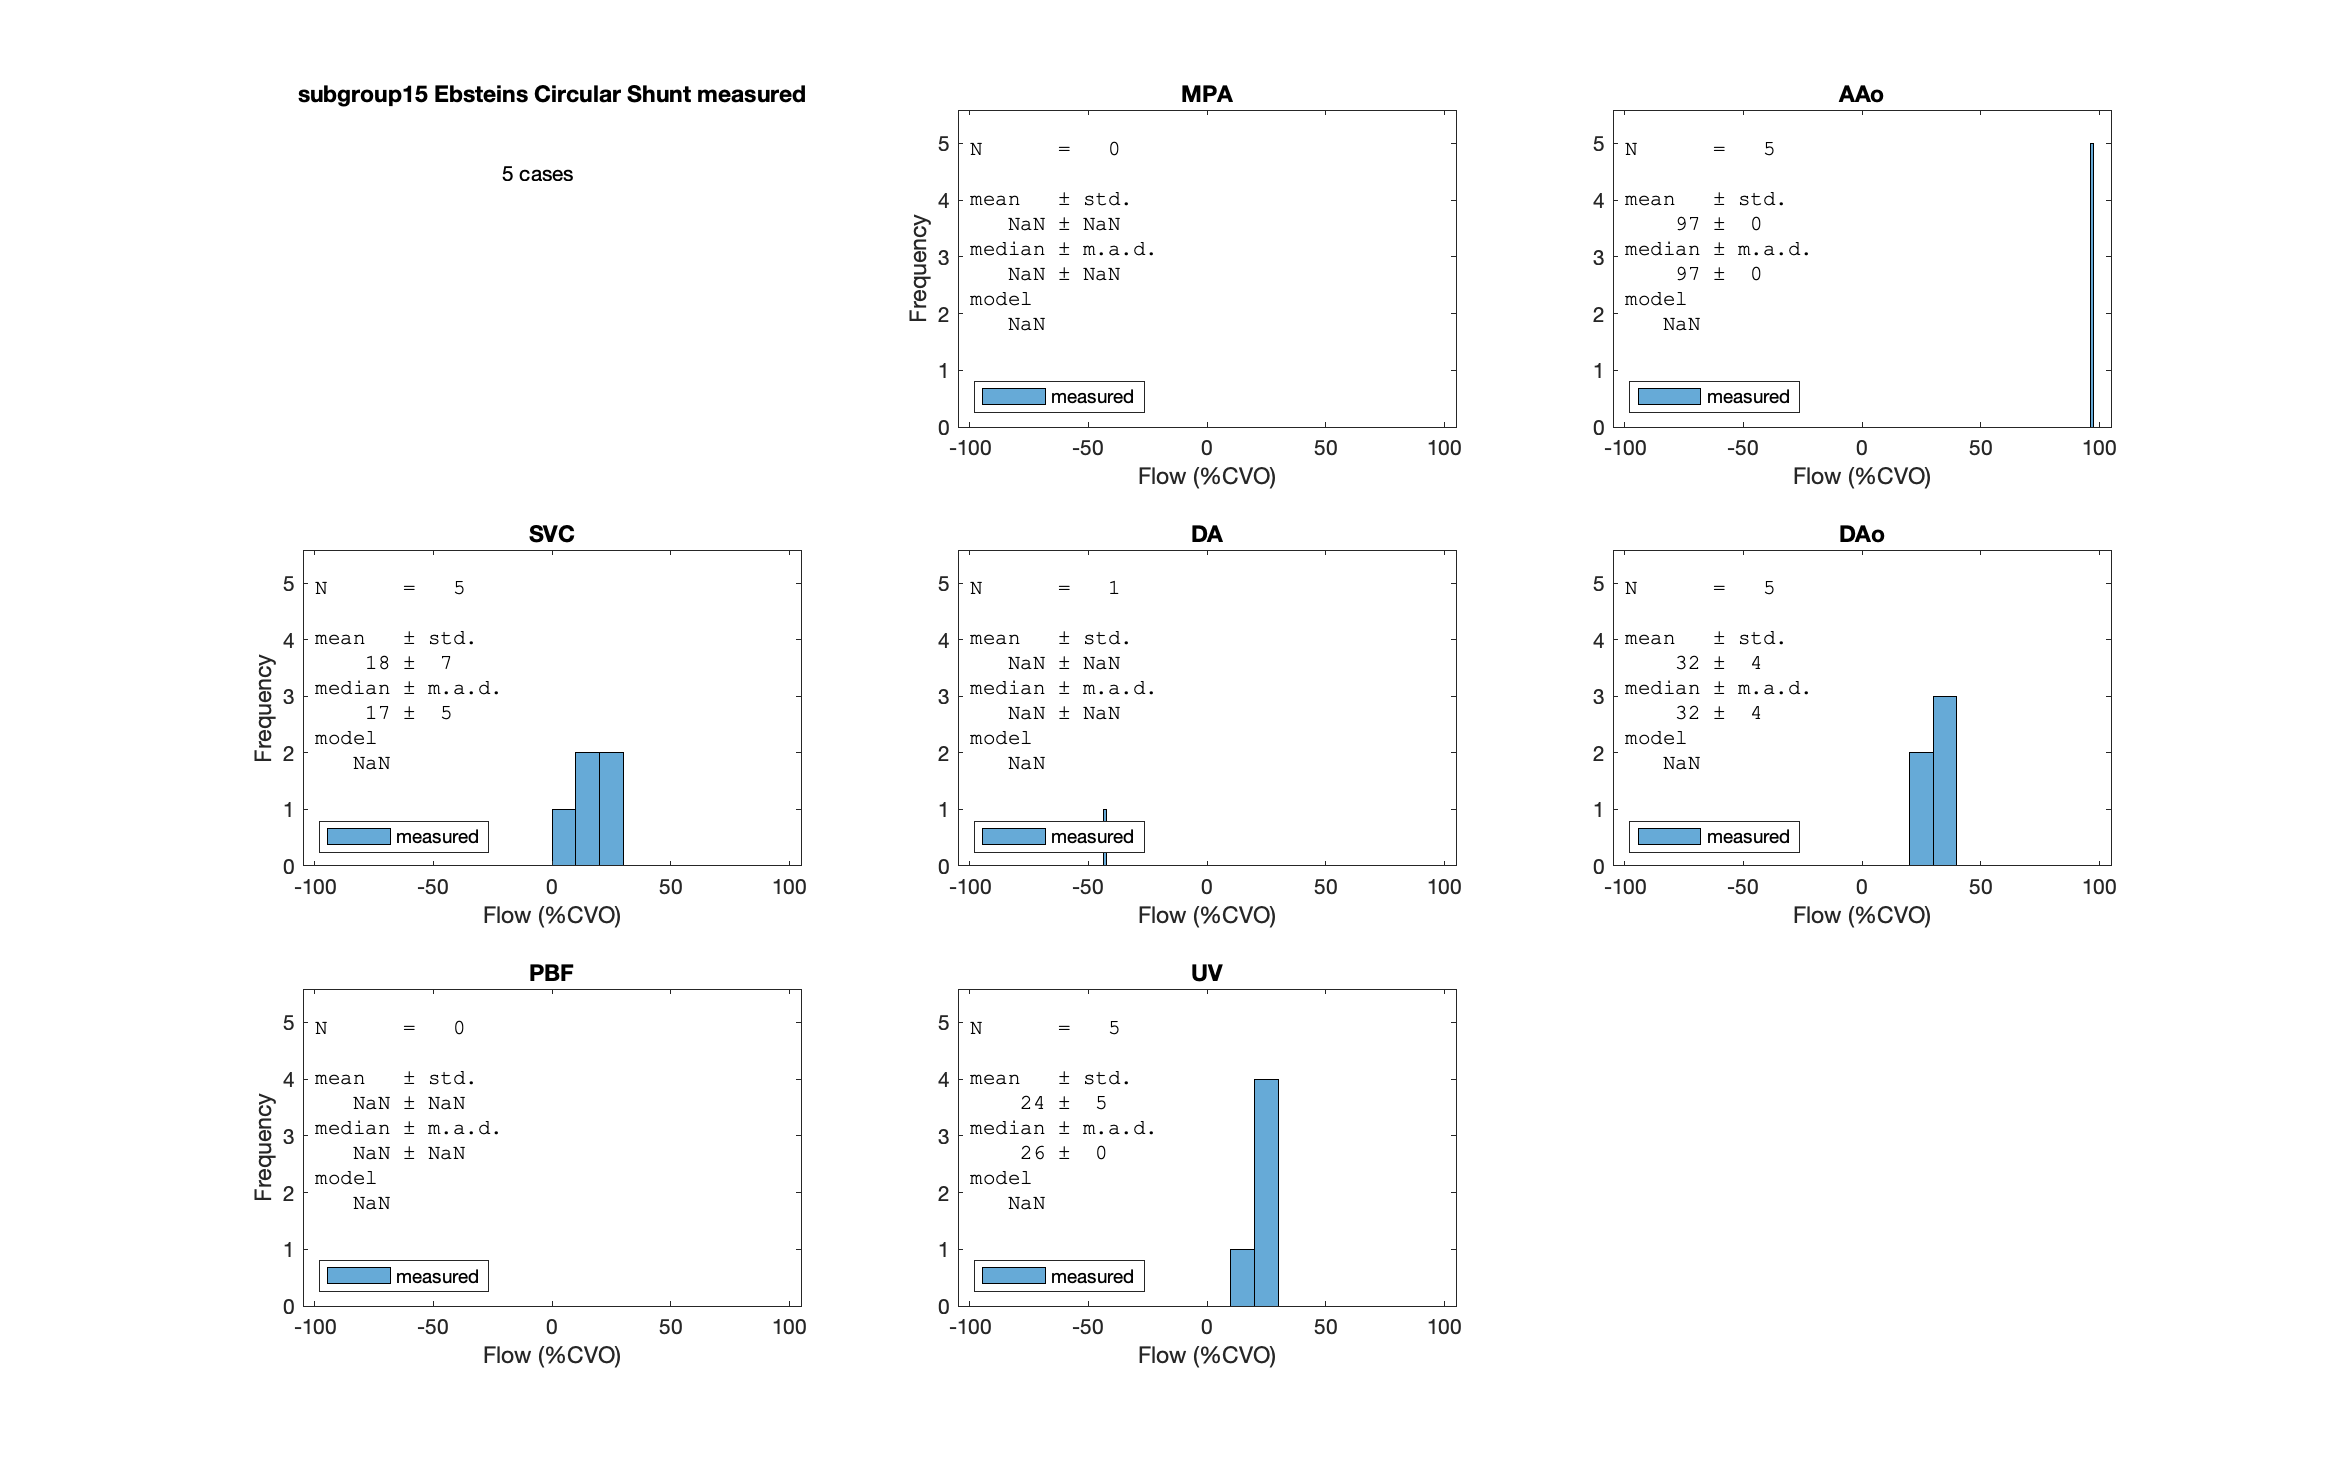 subgroup15 Ebsteins Circular Shunt measured
5 cases
MPA
Frequency
5
4
3
2
1
0
N = 0
mean ± std.
NaN ± NaN
median ± m.a.d.
NaN ± NaN
model
NaN
measured
-100 -50 0 50 100
Flow (%CVO)
AAo
5
4
3
2
1
0
N = 5
mean ± std.
97 ± 0
median ± m.a.d.
97 ± 0
model
NaN
measured
-100 -50 0 50 100
Flow (%CVO)
SVC
Frequency
5
4
3
2
1
0
N = 5
mean ± std.
18 ± 7
median ± m.a.d.
17 ± 5
model
NaN
measured
-100 -50 0 50 100
Flow (%CVO)
DA
5
4
3
2
1
0
N = 1
mean ± std.
NaN ± NaN
median ± m.a.d.
NaN ± NaN
model
NaN
measured
-100 -50 0 50 100
Flow (%CVO)
DAo
5
4
3
2
1
0
N = 5
mean ± std.
32 ± 4
median ± m.a.d.
32 ± 4
model
NaN
measured
-100 -50 0 50 100
Flow (%CVO)
PBF
Frequency
5
4
3
2
1
0
N = 0
mean ± std.
NaN ± NaN
median ± m.a.d.
NaN ± NaN
model
NaN
measured
-100 -50 0 50 100
Flow (%CVO)
UV
5
4
3
2
1
0
N = 5
mean ± std.
24 ± 5
median ± m.a.d.
26 ± 0
model
NaN
measured
-100 -50 0 50 100
Flow (%CVO)